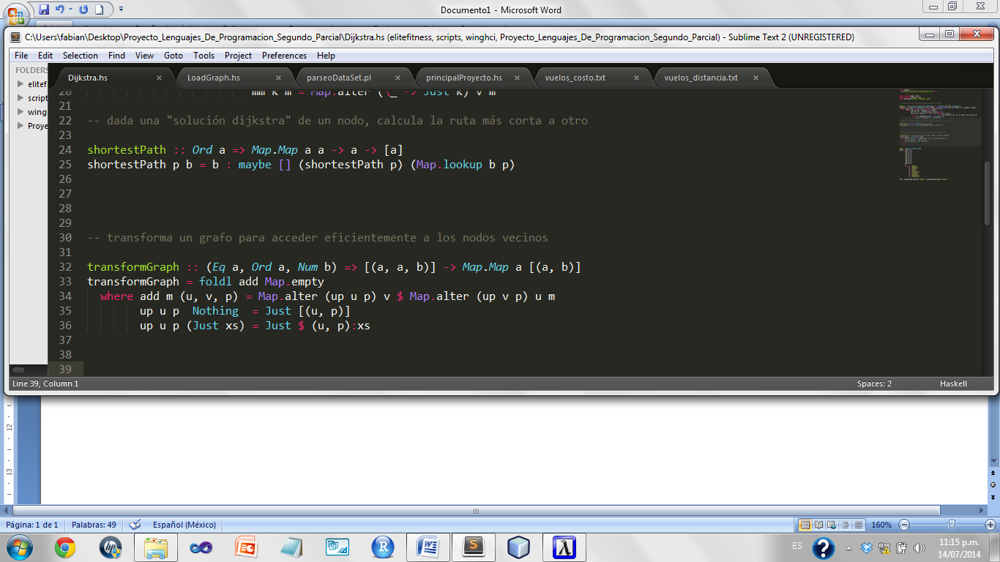 Documento1 - Microsoft Word
C:\Users\fabian\Desktop\Proyecto_Lenguajes_De_Programacion_Segundo_Parcial\Dijkstra.hs (elitefitness, scripts, winghci, Proyecto_Lenguajes_De_Programacion_Segundo_Parcial) - Sublime Text 2 (UNREGISTERED)
File Edit Selection Find View Goto Tools Project Preferences Help
FOLDERS
elitef
script
wing
Proye
Dijkstra.hs × LoadGraph.hs × parseoDataSet.pl × principalProyecto.hs × vuelos_costo.txt × vuelos_distancia.txt ×
20 mm k m = Map.alter (\_ -> Just k) v m
21
22 -- dada una "solución dijkstra" de un nodo, calcula la ruta más corta a otro
23
24 shortestPath :: Ord a => Map.Map a a -> a -> [a]
25 shortestPath p b = b : maybe [] (shortestPath p) (Map.lookup b p)
26
27
28
29
30 -- transforma un grafo para acceder eficientemente a los nodos vecinos
31
32 transformGraph :: (Eq a, Ord a, Num b) => [(a, a, b)] -> Map.Map a [(a, b)]
33 transformGraph = foldl add Map.empty
34 where add m (u, v, p) = Map.alter (up u p) v $ Map.alter (up v p) u m
35 up u p Nothing = Just [(u, p)]
36 up u p (Just xs) = Just $ (u, p):xs
37
38
39
Line 39, Column 1 Spaces: 2 Haskell
12
13
Página: 1 de 1 Palabras: 49 Español (México) 160%
ES
11:15 p.m.
14/07/2014